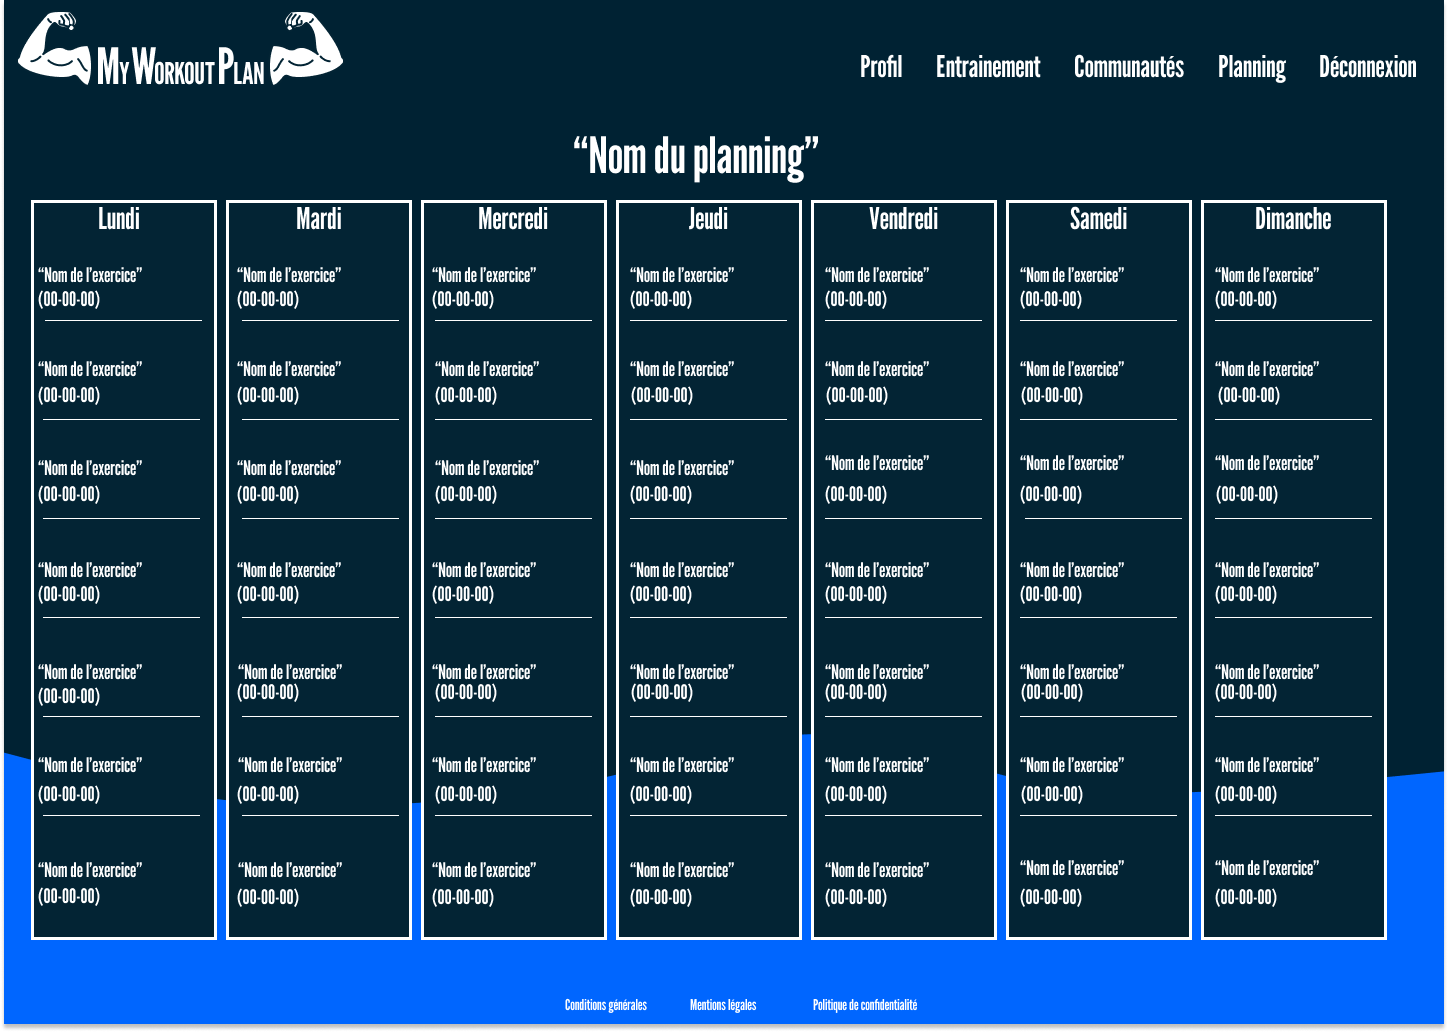 My Workout Plan
Profil Entrainement Communautés Planning Déconnexion
“Nom du planning”
Lundi
“Nom de l’exercice”
(00-00-00)
“Nom de l’exercice”
(00-00-00)
“Nom de l’exercice”
(00-00-00)
“Nom de l’exercice”
(00-00-00)
“Nom de l’exercice”
(00-00-00)
“Nom de l’exercice”
(00-00-00)
“Nom de l’exercice”
(00-00-00)
Mardi
“Nom de l’exercice”
(00-00-00)
“Nom de l’exercice”
(00-00-00)
“Nom de l’exercice”
(00-00-00)
“Nom de l’exercice”
(00-00-00)
“Nom de l’exercice”
(00-00-00)
“Nom de l’exercice”
(00-00-00)
“Nom de l’exercice”
(00-00-00)
Mercredi
“Nom de l’exercice”
(00-00-00)
“Nom de l’exercice”
(00-00-00)
“Nom de l’exercice”
(00-00-00)
“Nom de l’exercice”
(00-00-00)
“Nom de l’exercice”
(00-00-00)
“Nom de l’exercice”
(00-00-00)
“Nom de l’exercice”
(00-00-00)
Jeudi
“Nom de l’exercice”
(00-00-00)
“Nom de l’exercice”
(00-00-00)
“Nom de l’exercice”
(00-00-00)
“Nom de l’exercice”
(00-00-00)
“Nom de l’exercice”
(00-00-00)
“Nom de l’exercice”
(00-00-00)
“Nom de l’exercice”
(00-00-00)
Vendredi
“Nom de l’exercice”
(00-00-00)
“Nom de l’exercice”
(00-00-00)
“Nom de l’exercice”
(00-00-00)
“Nom de l’exercice”
(00-00-00)
“Nom de l’exercice”
(00-00-00)
“Nom de l’exercice”
(00-00-00)
“Nom de l’exercice”
(00-00-00)
Samedi
“Nom de l’exercice”
(00-00-00)
“Nom de l’exercice”
(00-00-00)
“Nom de l’exercice”
(00-00-00)
“Nom de l’exercice”
(00-00-00)
“Nom de l’exercice”
(00-00-00)
“Nom de l’exercice”
(00-00-00)
“Nom de l’exercice”
(00-00-00)
Dimanche
“Nom de l’exercice”
(00-00-00)
“Nom de l’exercice”
(00-00-00)
“Nom de l’exercice”
(00-00-00)
“Nom de l’exercice”
(00-00-00)
“Nom de l’exercice”
(00-00-00)
“Nom de l’exercice”
(00-00-00)
“Nom de l’exercice”
(00-00-00)
Conditions générales Mentions légales Politique de confidentialité